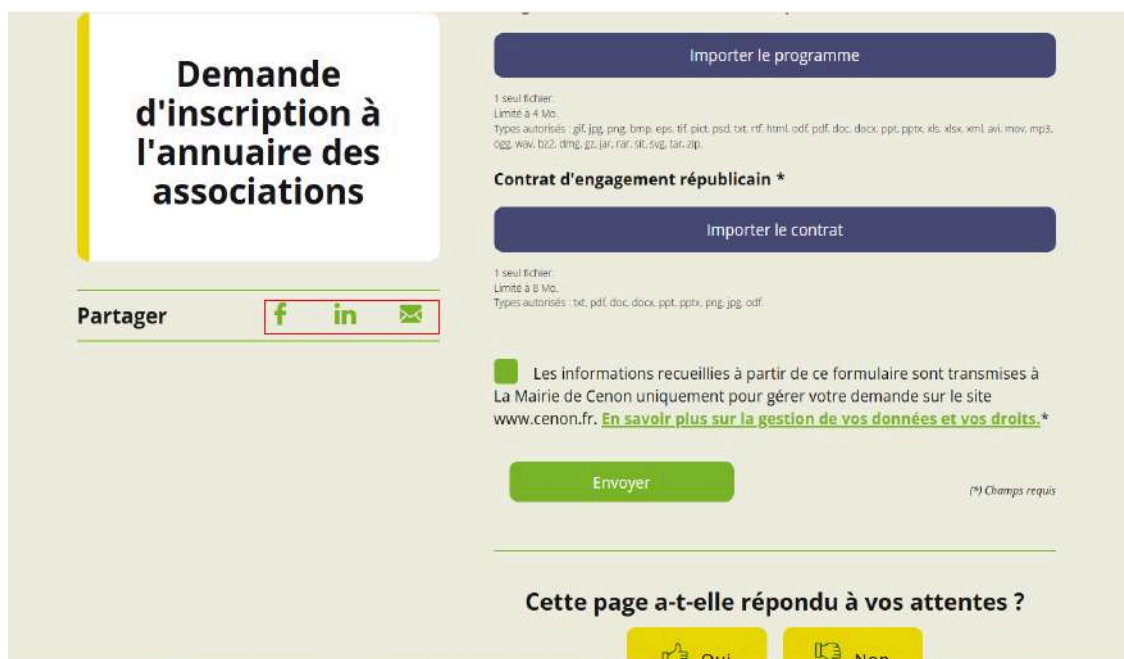 Demande
d'inscription à
l'annuaire des
associations
Partager
Importer le programme
1 seul fichier.
Limité à 4 Mo.
Types autorisés : gif, jpg, png, bmp, eps, tif, pict, psd, txt, rtf, html, odf, pdf, doc, docx, ppt, pptx, xls, xlsx, xml, avi, mov, mp3,
ogg, wav, bz2, dmg, gz, jar, rar, sit, svg, tar, zip.
Contrat d'engagement républicain *
Importer le contrat
1 seul fichier.
Limité à 8 Mo.
Types autorisés : txt, pdf, doc, docx, ppt, pptx, png, jpg, odf.
Les informations recueillies à partir de ce formulaire sont transmises à
La Mairie de Cenon uniquement pour gérer votre demande sur le site
www.cenon.fr. En savoir plus sur la gestion de vos données et vos droits.*
Envoyer
(*) Champs requis
Cette page a-t-elle répondu à vos attentes ?
Oui
Non